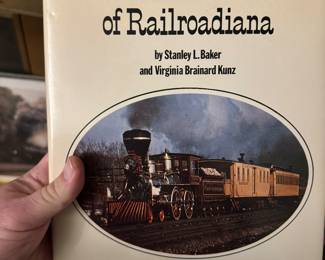 of Railroadiana
by Stanley L. Baker
and Virginia Brainard Kunz